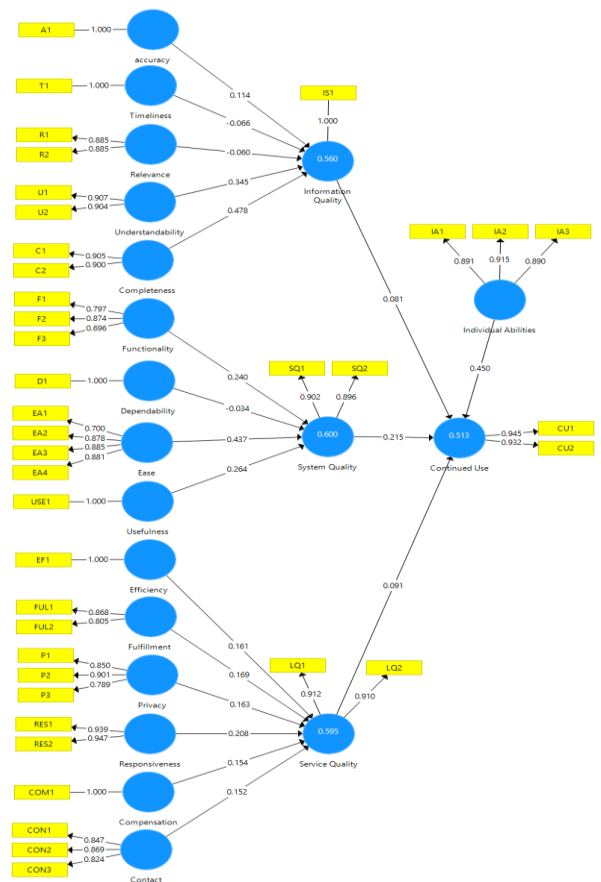 A1
1.000
accuracy
T1
1.000
Timeliness
R1
R2
0.885
0.885
Relevance
U1
U2
0.907
0.904
Understandability
C1
C2
0.905
0.900
Completeness
0.114
-0.066
-0.060
0.345
0.478
IS1
1.000
0.560
Information
Quality
F1
F2
F3
0.797
0.874
0.696
Functionality
D1
1.000
Dependability
EA1
EA2
EA3
EA4
0.700
0.878
0.885
0.881
Ease
USE1
1.000
Usefulness
0.240
-0.034
0.437
0.264
SQ1
SQ2
0.902
0.896
0.600
System Quality
EF1
1.000
Efficiency
FUL1
FUL2
0.868
0.805
Fulfillment
P1
P2
P3
0.850
0.901
0.789
Privacy
RES1
RES2
0.939
0.947
Responsiveness
COM1
1.000
Compensation
CON1
CON2
CON3
0.847
0.869
0.824
Contact
0.161
0.169
0.163
0.208
0.154
0.152
LQ1
LQ2
0.912
0.910
0.595
Service Quality
IA1
IA2
IA3
0.891
0.915
0.890
Individual Abilities
0.081
0.450
0.215
0.091
0.513
Continued Use
0.945
0.932
CU1
CU2